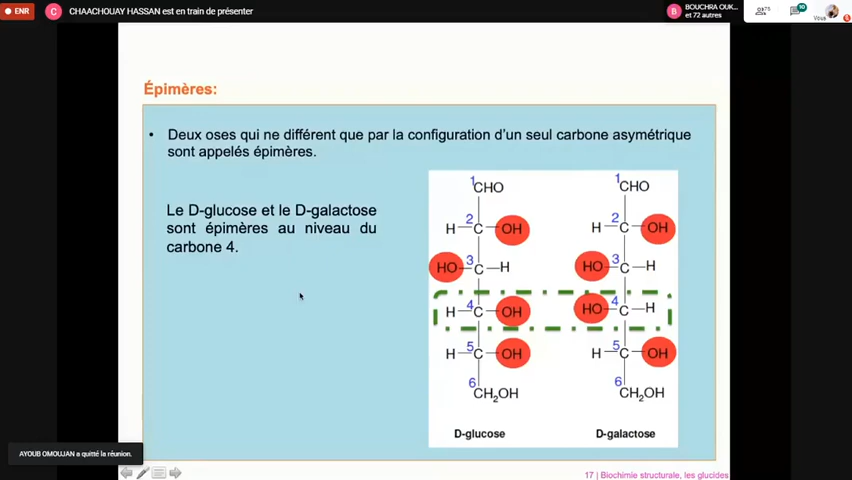 ENR
C
CHAACHOUAY HASSAN est en train de présenter
B
BOUCHRA OUK...
et 72 autres
75
10
Vous
Épimères:
• Deux oses qui ne différent que par la configuration d'un seul carbone asymétrique
sont appelés épimères.
Le D-glucose et le D-galactose
sont épimères au niveau du
carbone 4.
1
CHO
H 2 C OH
HO 3 C H
H 4 C OH
H 5 C OH
6
CH2OH
D-glucose
1
CHO
H 2 C OH
HO 3 C H
HO 4 C H
H 5 C OH
6
CH2OH
D-galactose
AYOUB OMOUJAN a quitté la réunion.
17 | Biochimie structurale, les glucides